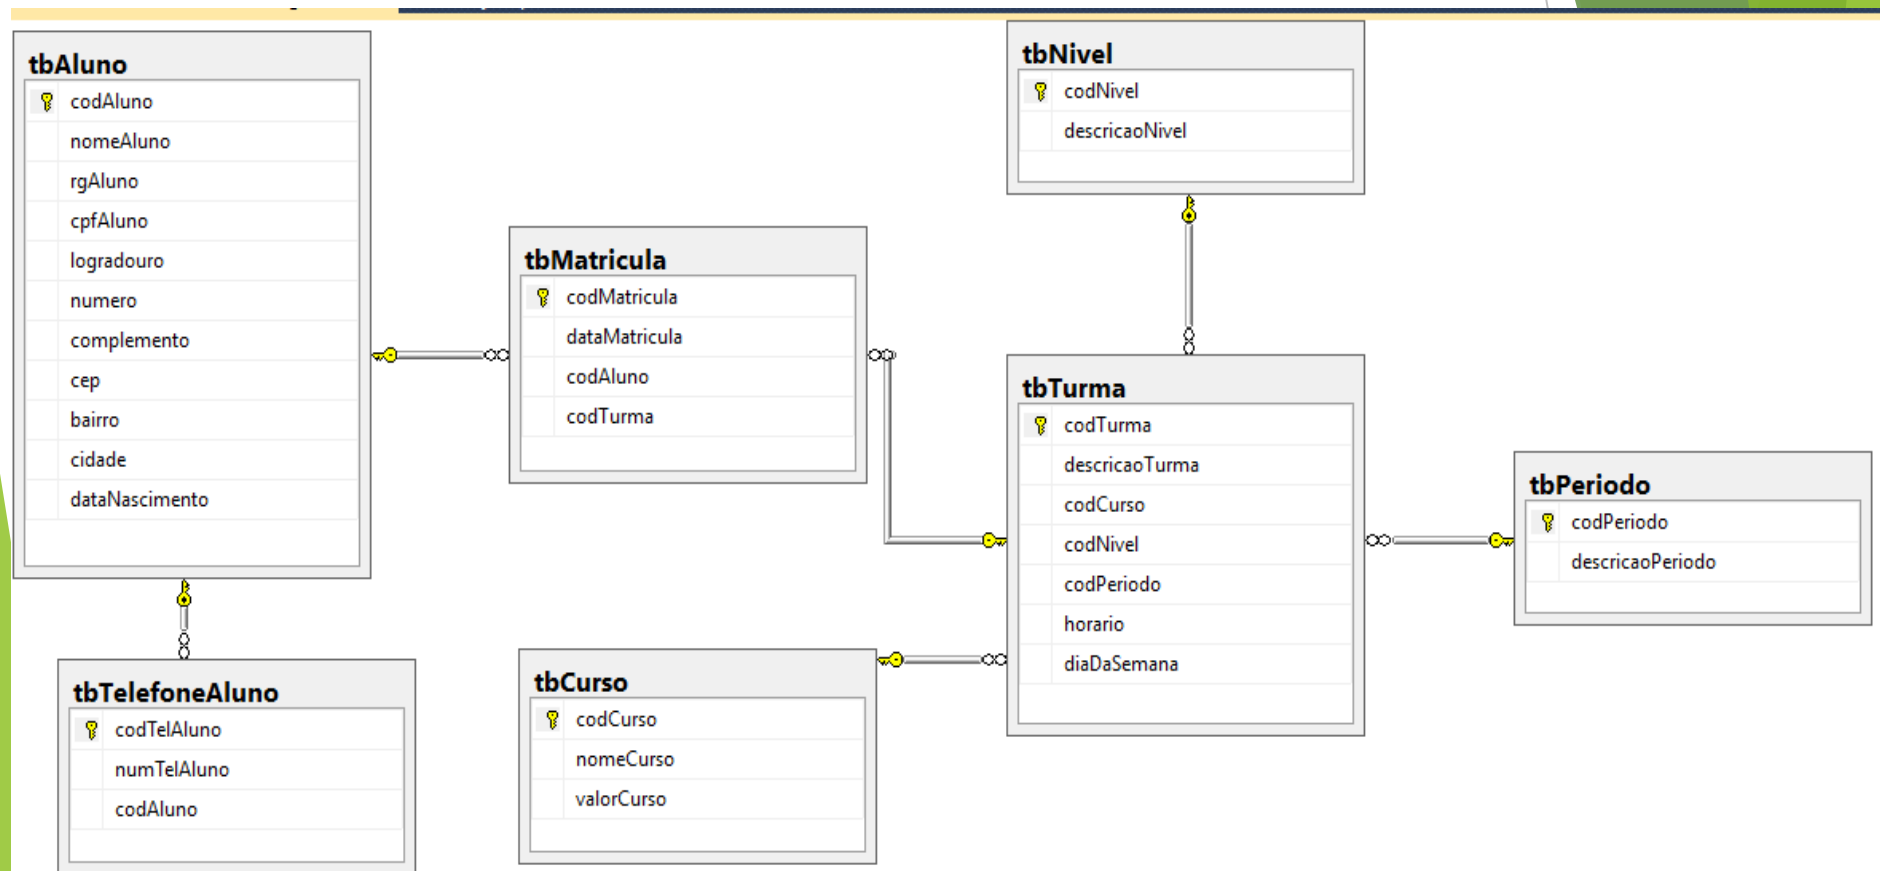 tbAluno
codAluno
nomeAluno
rgAluno
cpfAluno
logradouro
numero
complemento
cep
bairro
cidade
dataNascimento
tbTelefoneAluno
codTelAluno
numTelAluno
codAluno
tbMatricula
codMatricula
dataMatricula
codAluno
codTurma
tbCurso
codCurso
nomeCurso
valorCurso
tbNivel
codNivel
descricaoNivel
tbTurma
codTurma
descricaoTurma
codCurso
codNivel
codPeriodo
horario
diaDaSemana
tbPeriodo
codPeriodo
descricaoPeriodo